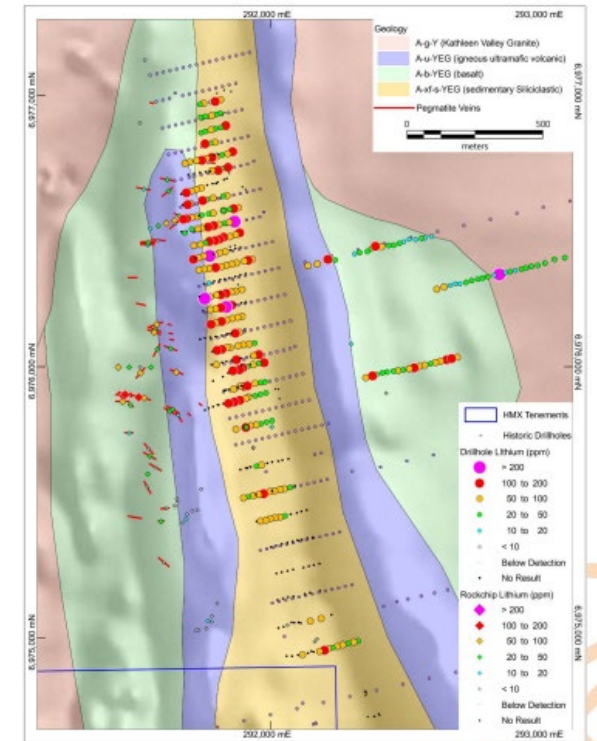 292,000 mE
293,000 mE
Geology
A-g-Y (Kathleen Valley Granite)
A-u-YEG (igneous ultramafic volcanic)
A-b-YEG (basalt)
A-xf-s-YEG (sedimentary Siliciclastic)
Pegmatite Veins
0 500
meters
6,977,000 mN
6,977,000 mN
6,976,000 mN
6,976,000 mN
HMX Tenements
Historic Drillholes
Drillhole Lithium (ppm)
> 200
100 to 200
50 to 100
20 to 50
10 to 20
< 10
Below Detection
No Result
Rockchip Lithium (ppm)
> 200
100 to 200
50 to 100
20 to 50
10 to 20
< 10
Below Detection
No Result
6,975,000 mN
6,975,000 mN
292,000 mE
293,000 mE